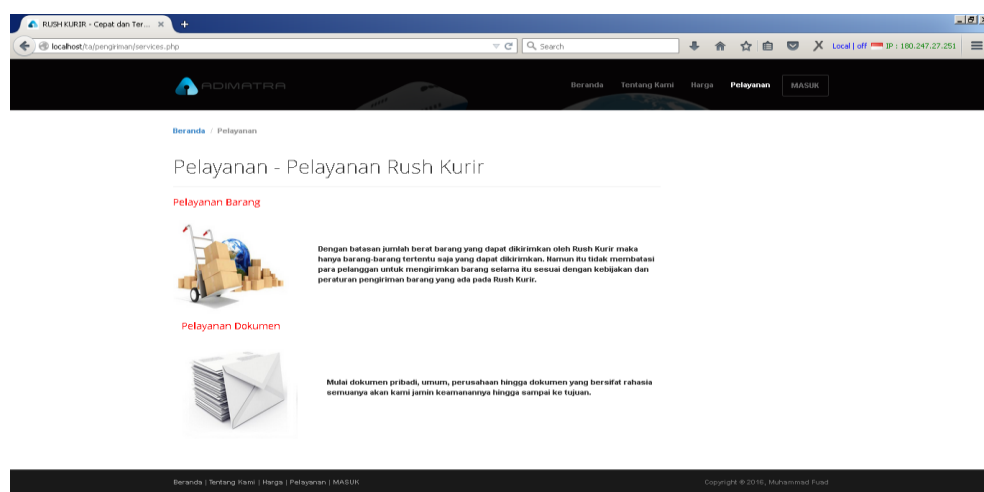 RUSH KURIR - Cepat dan Ter... × +
localhost/ta/pengiriman/services.php Search Local | off IP : 180.247.27.251
ADIMATRA Beranda Tentang Kami Harga Pelayanan MASUK
Beranda / Pelayanan
Pelayanan - Pelayanan Rush Kurir
Pelayanan Barang
Dengan batasan jumlah berat barang yang dapat dikirimkan oleh Rush Kurir maka
hanya barang-barang tertentu saja yang dapat dikirimkan. Namun itu tidak membatasi
para pelanggan untuk mengirimkan barang selama itu sesuai dengan kebijakan dan
peraturan pengiriman barang yang ada pada Rush Kurir.
Pelayanan Dokumen
Mulai dokumen pribadi, umum, perusahaan hingga dokumen yang bersifat rahasia
semuanya akan kami jamin keamanannya hingga sampai ke tujuan.
Beranda | Tentang Kami | Harga | Pelayanan | MASUK Copyright © 2016, Muhammad Fuad